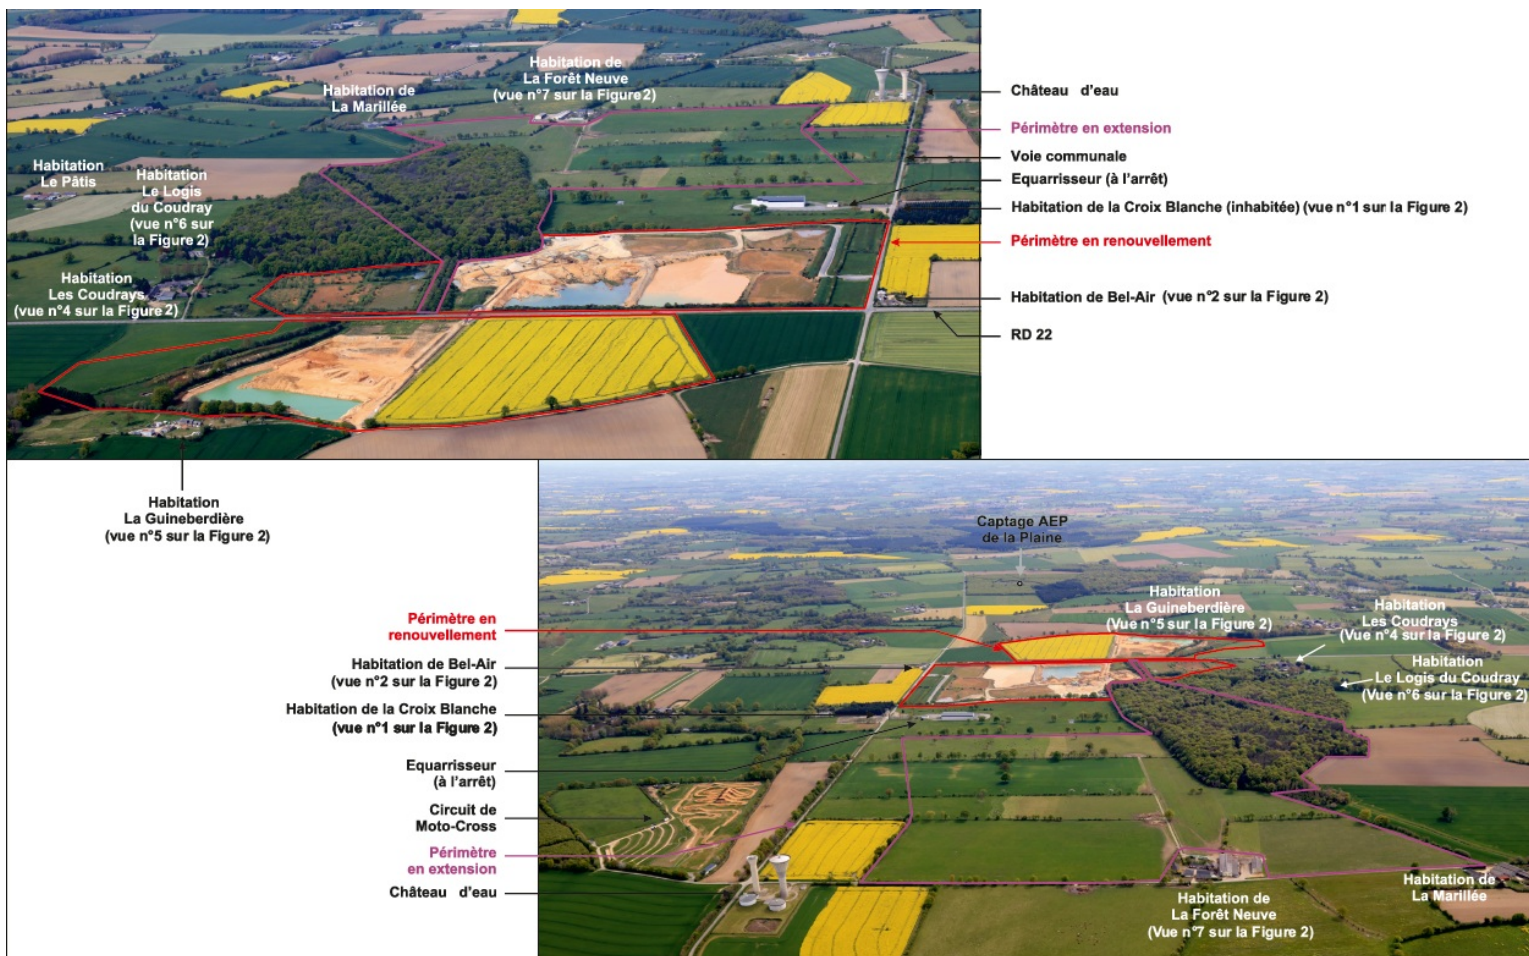 Habitation de
La Forêt Neuve
(vue n°7 sur la Figure 2)
Habitation de
La Marillée
Habitation
Le Pâtis
Habitation
Le Logis
du Coudray
(vue n°6 sur
la Figure 2)
Habitation
Les Coudrays
(vue n°4 sur la Figure 2)
Château d'eau
Périmètre en extension
Voie communale
Equarrisseur (à l'arrêt)
Habitation de la Croix Blanche (inhabitée) (vue n°1 sur la Figure 2)
Périmètre en renouvellement
Habitation de Bel-Air (vue n°2 sur la Figure 2)
RD 22
Habitation
La Guineberdière
(vue n°5 sur la Figure 2)
Captage AEP
de la Plaine
Habitation
La Guineberdière
(Vue n°5 sur la Figure 2)
Habitation
Les Coudrays
(Vue n°4 sur la Figure 2)
Habitation
Le Logis du Coudray
(Vue n°6 sur la Figure 2)
Périmètre en
renouvellement
Habitation de Bel-Air
(vue n°2 sur la Figure 2)
Habitation de la Croix Blanche
(vue n°1 sur la Figure 2)
Equarrisseur
(à l'arrêt)
Circuit de
Moto-Cross
Périmètre
en extension
Château d'eau
Habitation de
La Forêt Neuve
(Vue n°7 sur la Figure 2)
Habitation de
La Marillée